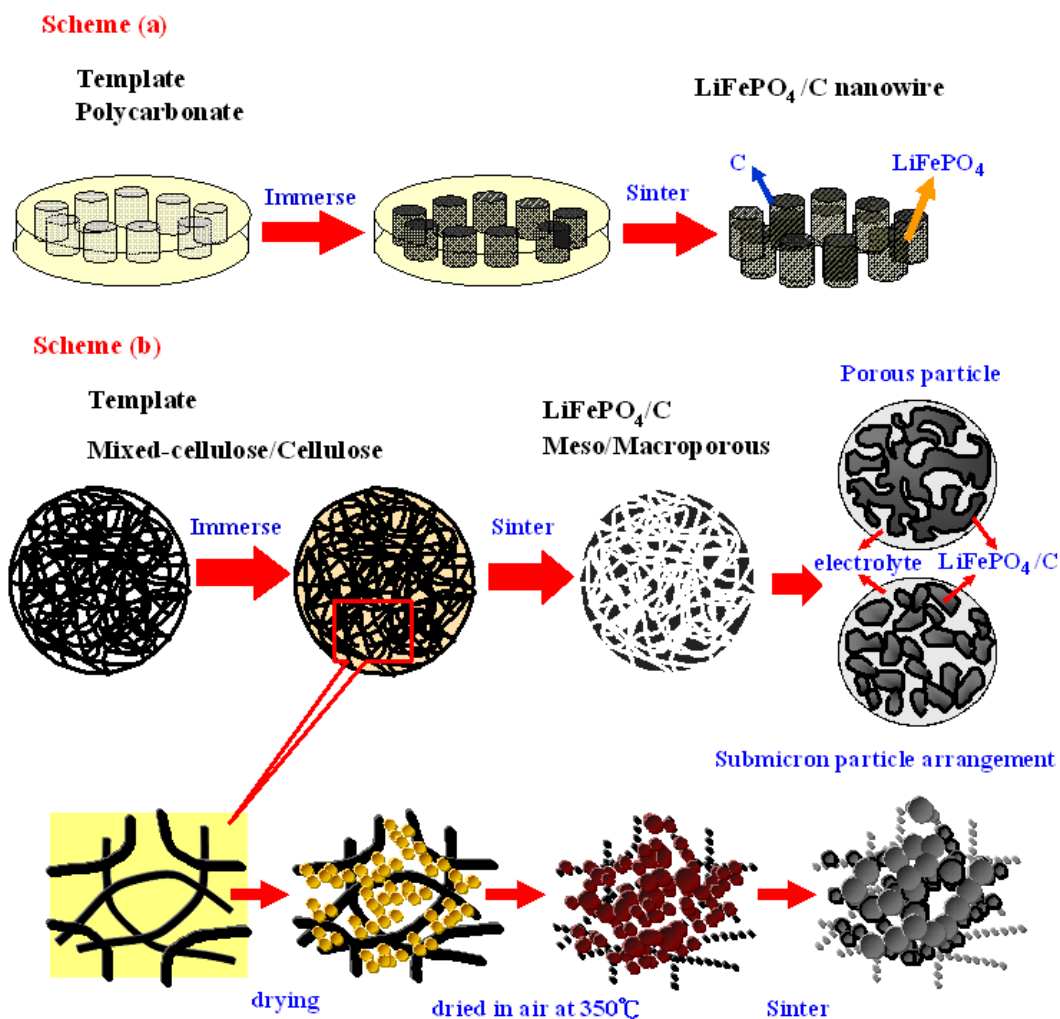 Scheme (a)
Template
Polycarbonate
LiFePO4 /C nanowire
C
LiFePO4
Immerse
Sinter
Scheme (b)
Template
Mixed-cellulose/Cellulose
LiFePO4/C
Meso/Macroporous
Porous particle
Immerse
Sinter
electrolyte
LiFePO4/C
Submicron particle arrangement
drying
dried in air at 350℃
Sinter